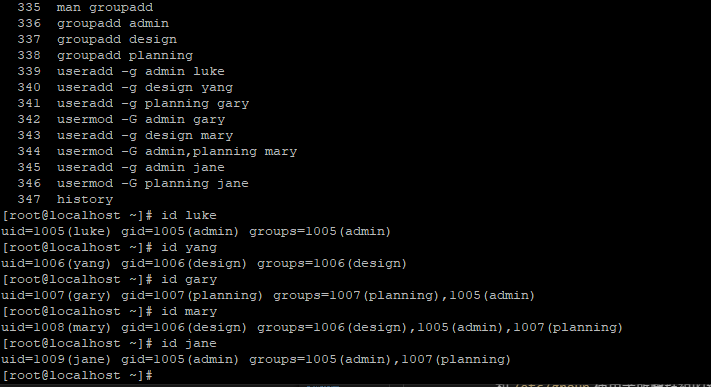 335 man groupadd
336 groupadd admin
337 groupadd design
338 groupadd planning
339 useradd -g admin luke
340 useradd -g design yang
341 useradd -g planning gary
342 usermod -G admin gary
343 useradd -g design mary
344 usermod -G admin,planning mary
345 useradd -g admin jane
346 usermod -G planning jane
347 history
[root@localhost ~]# id luke
uid=1005(luke) gid=1005(admin) groups=1005(admin)
[root@localhost ~]# id yang
uid=1006(yang) gid=1006(design) groups=1006(design)
[root@localhost ~]# id gary
uid=1007(gary) gid=1007(planning) groups=1007(planning),1005(admin)
[root@localhost ~]# id mary
uid=1008(mary) gid=1006(design) groups=1006(design),1005(admin),1007(planning)
[root@localhost ~]# id jane
uid=1009(jane) gid=1005(admin) groups=1005(admin),1007(planning)
[root@localhost ~]#